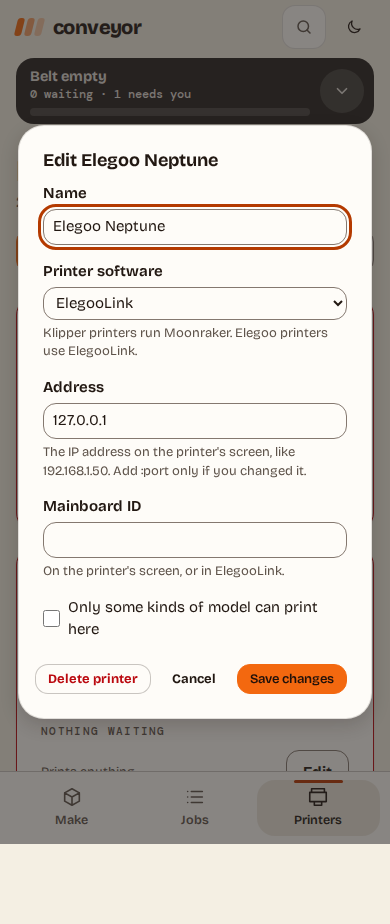 conveyor
Belt empty
0 waiting · 1 needs you
Edit Elegoo Neptune
Name
Elegoo Neptune
Printer software
ElegooLink
Klipper printers run Moonraker. Elegoo printers
use ElegooLink.
Address
127.0.0.1
The IP address on the printer's screen, like
192.168.1.50. Add :port only if you changed it.
Mainboard ID
On the printer's screen, or in ElegooLink.
Only some kinds of model can print
here
Delete printer Cancel Save changes
NOTHING WAITING
Prints anything Edit
Make Jobs Printers